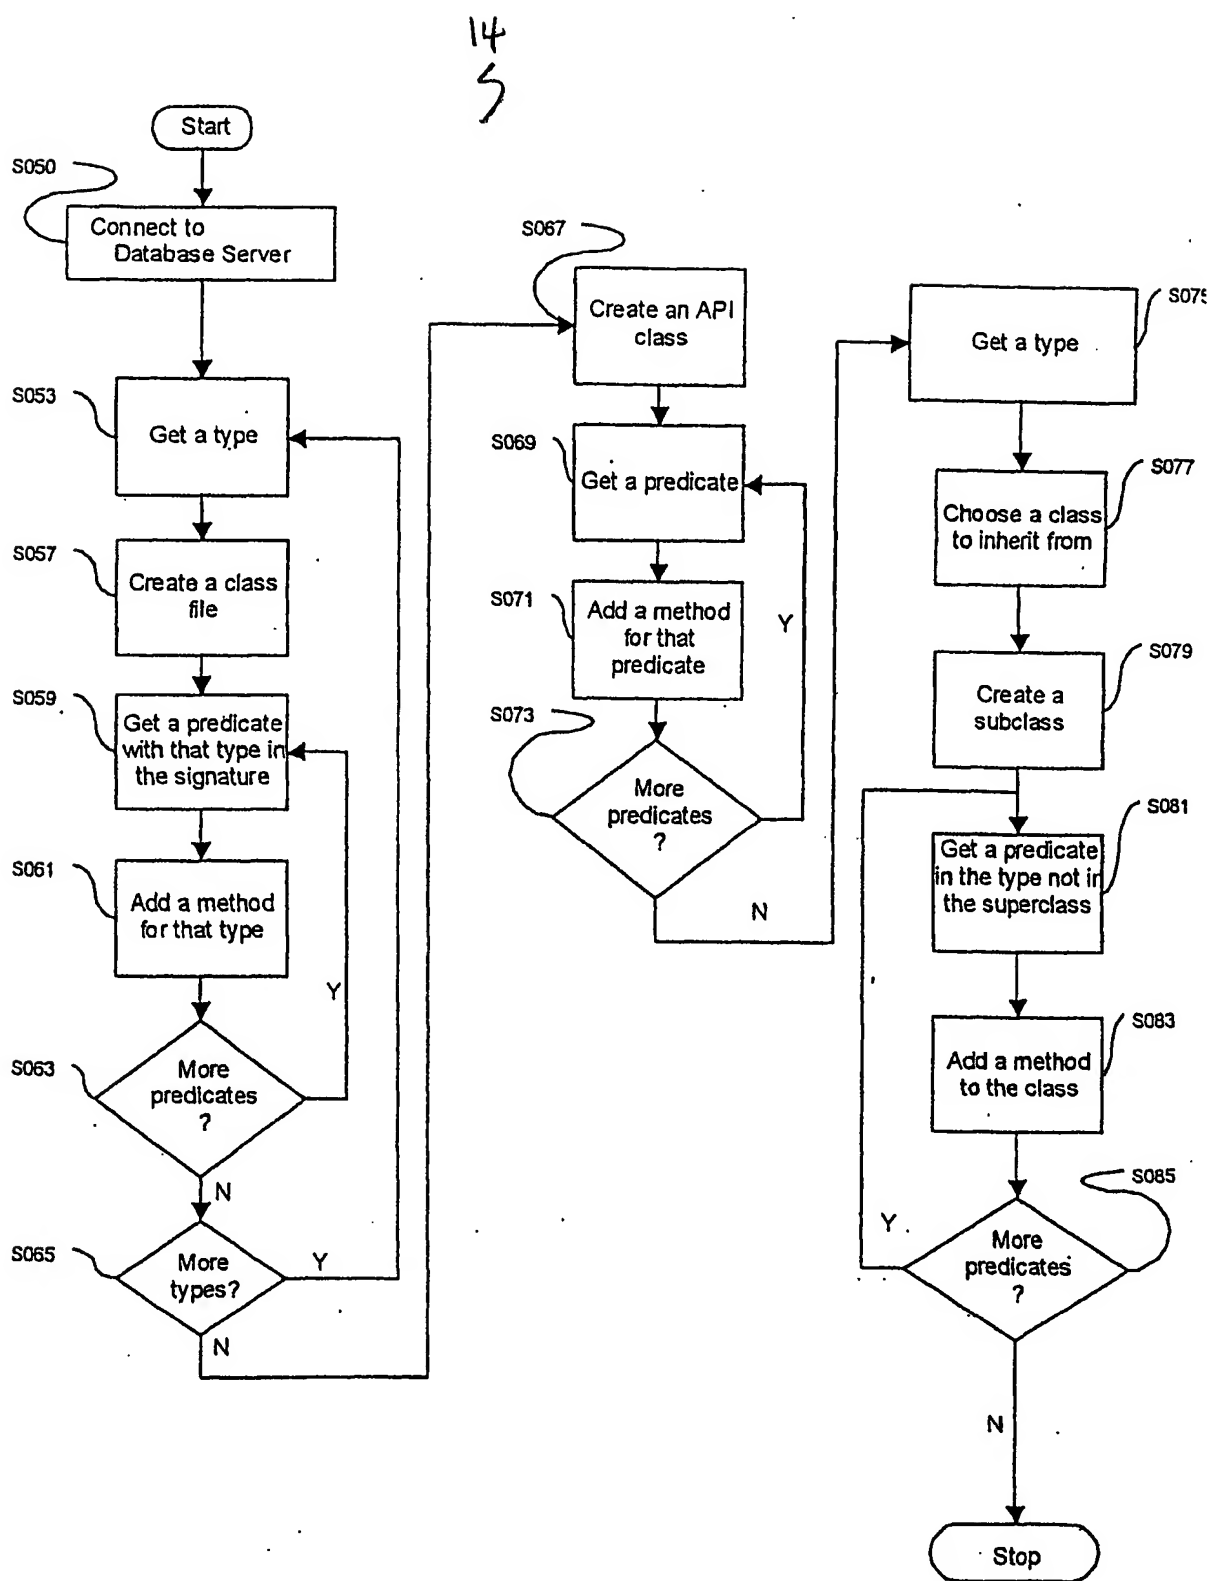 14
5
Start
S050
Connect to
Database Server
S053
Get a type
S057
Create a class
file
S059
Get a predicate
with that type in
the signature
S061
Add a method
for that type
Y
S063
More
predicates
?
N
S065
More
types?
Y
N
S067
Create an API
class
S069
Get a predicate
S071
Add a method
for that
predicate
Y
S073
More
predicates
?
N
S075
Get a type
S077
Choose a class
to inherit from
S079
Create a
subclass
S081
Get a predicate
in the type not in
the superclass
S083
Add a method
to the class
S085
Y
More
predicates
?
N
Stop